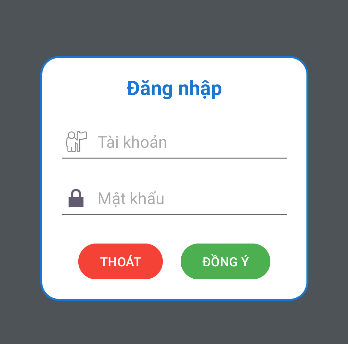 Đăng nhập
Tài khoản
Mật khẩu
THOÁT ĐỒNG Ý